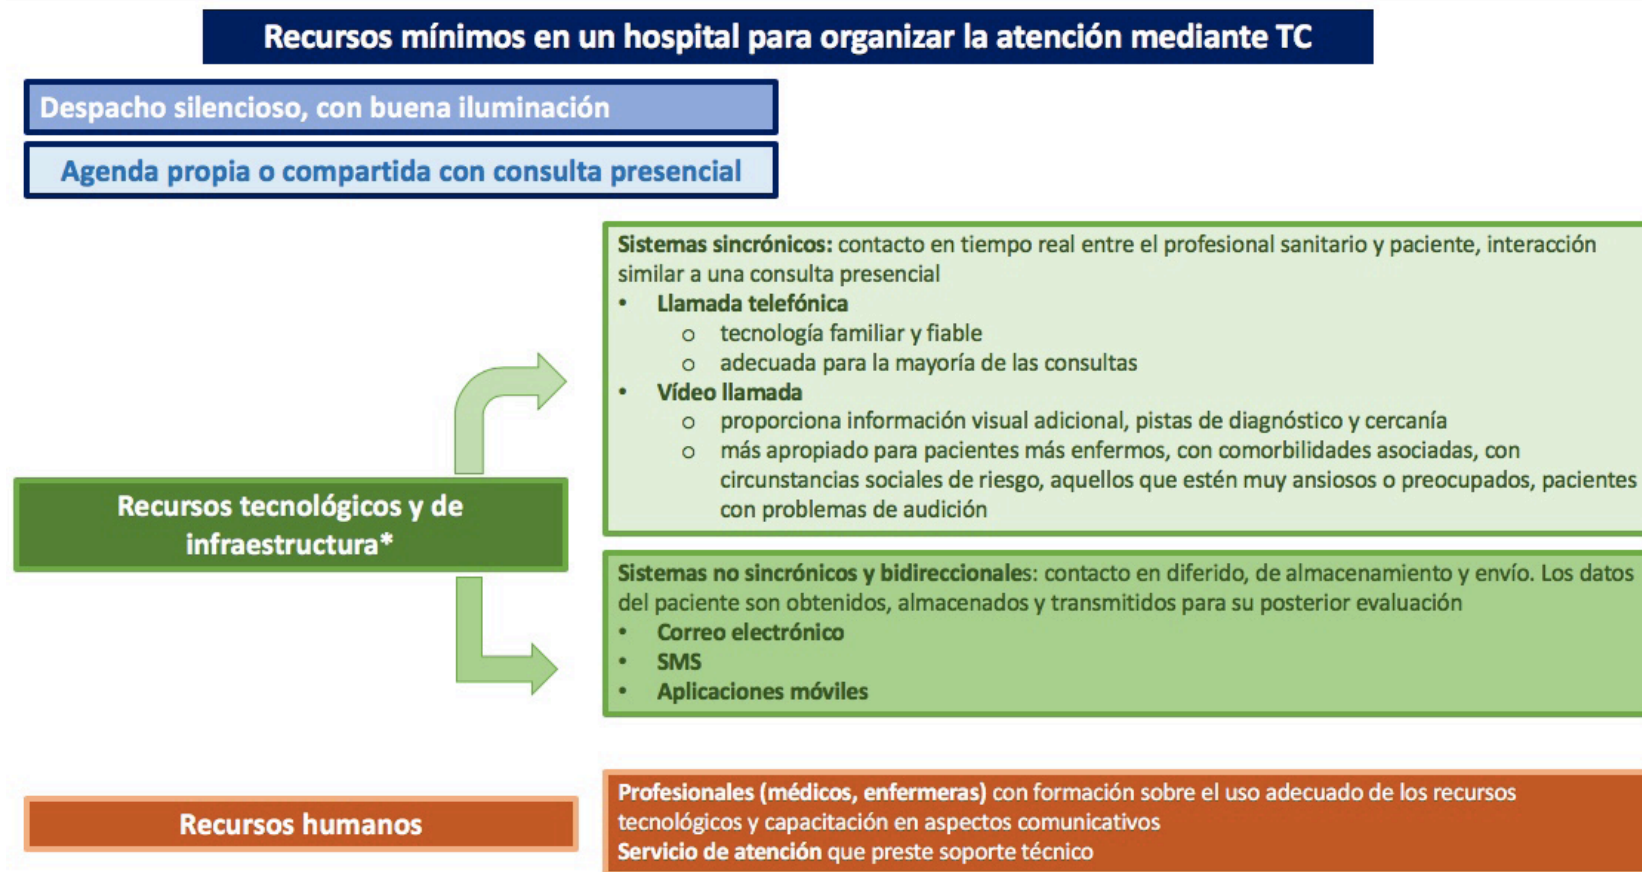 Recursos mínimos en un hospital para organizar la atención mediante TC
Despacho silencioso, con buena iluminación
Agenda propia o compartida con consulta presencial
Sistemas sincrónicos: contacto en tiempo real entre el profesional sanitario y paciente, interacción
similar a una consulta presencial
• Llamada telefónica
o tecnología familiar y fiable
o adecuada para la mayoría de las consultas
• Vídeo llamada
o proporciona información visual adicional, pistas de diagnóstico y cercanía
o más apropiado para pacientes más enfermos, con comorbilidades asociadas, con
circunstancias sociales de riesgo, aquellos que estén muy ansiosos o preocupados, pacientes
con problemas de audición
Recursos tecnológicos y de
infraestructura*
Sistemas no sincrónicos y bidireccionales: contacto en diferido, de almacenamiento y envío. Los datos
del paciente son obtenidos, almacenados y transmitidos para su posterior evaluación
• Correo electrónico
• SMS
• Aplicaciones móviles
Recursos humanos
Profesionales (médicos, enfermeras) con formación sobre el uso adecuado de los recursos
tecnológicos y capacitación en aspectos comunicativos
Servicio de atención que preste soporte técnico